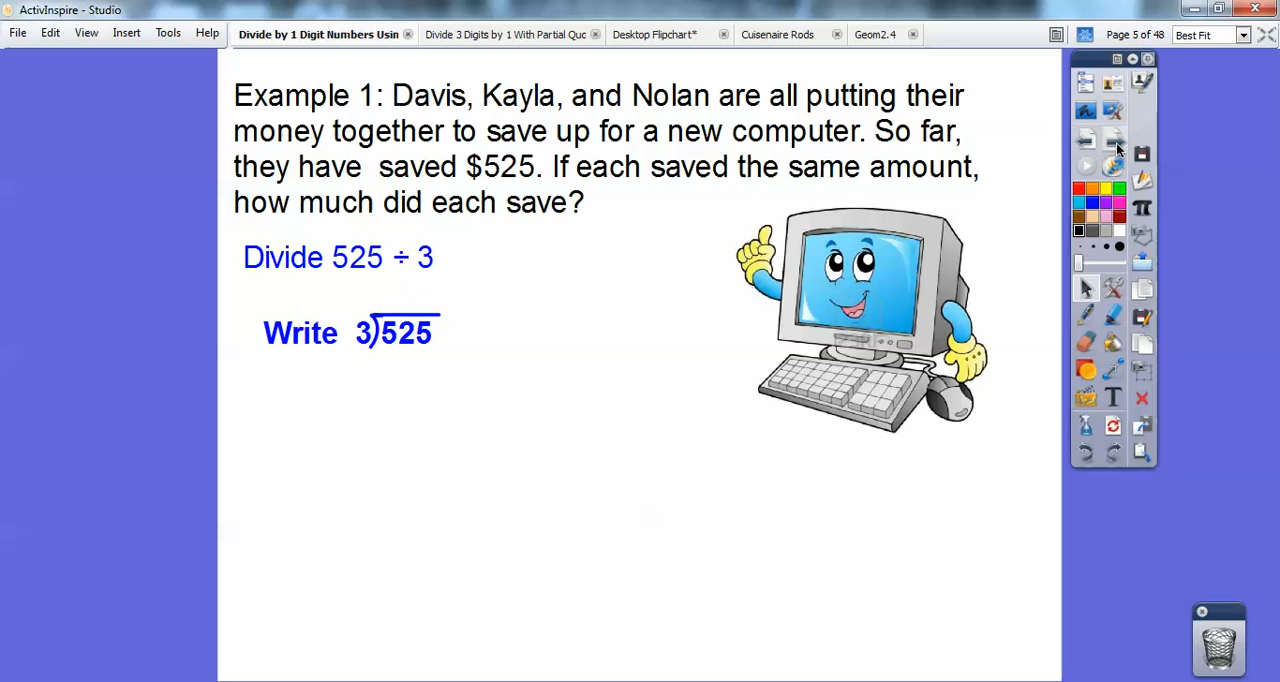 ActivInspire - Studio
File Edit View Insert Tools Help
Divide by 1 Digit Numbers Usin Divide 3 Digits by 1 With Partial Quc Desktop Flipchart* Cuisenaire Rods Geom2.4
Page 5 of 48 Best Fit
Example 1: Davis, Kayla, and Nolan are all putting their
money together to save up for a new computer. So far,
they have saved $525. If each saved the same amount,
how much did each save?
Divide 525 ÷ 3
Write 3)525